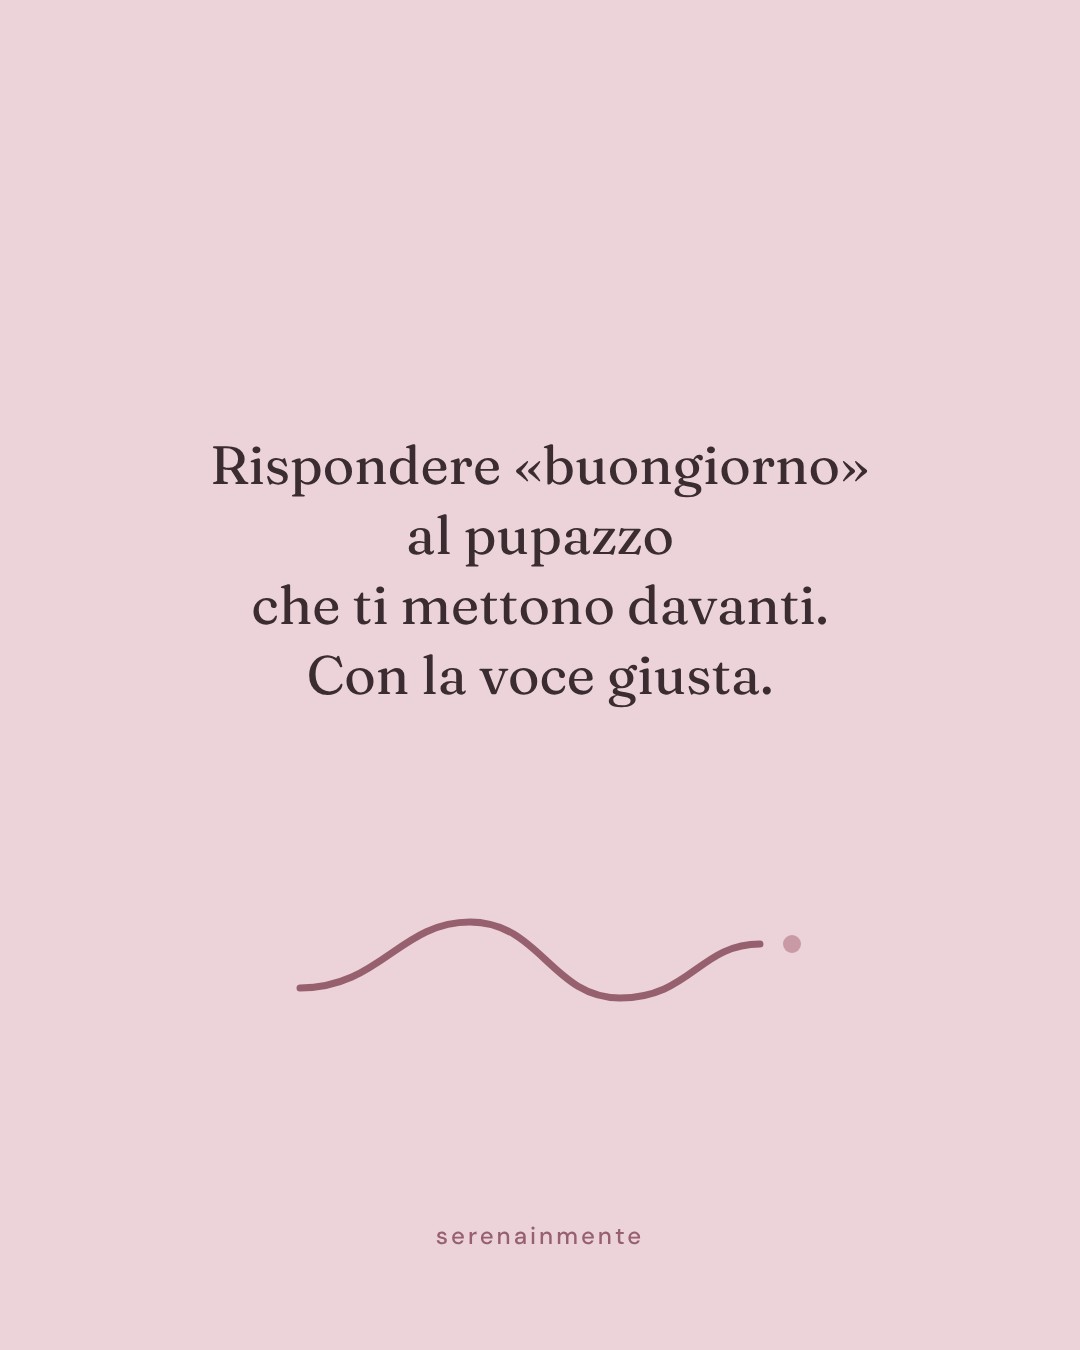 Rispondere «buongiorno»
al pupazzo
che ti mettono davanti.
Con la voce giusta.
serenainmente